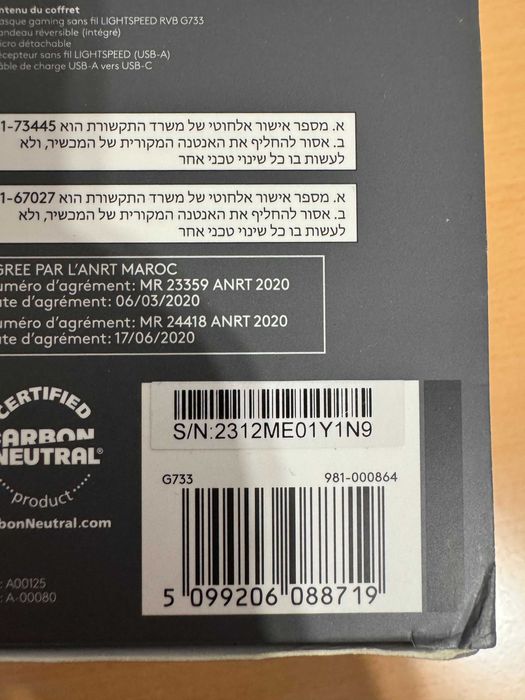 ntenu du coffret
asque gaming sans fil LIGHTSPEED RVB G733
andeau réversible (intégré)
icro détachable
écepteur sans fil LIGHTSPEED (USB-A)
âble de charge USB-A vers USB-C
א. מספר אישור אלחוטי של משרד התקשורת הוא 1-73445
ב. אסור להחליף את האנטנה המקורית של המכשיר, ולא
לעשות בו כל שינוי טכני אחר
א. מספר אישור אלחוטי של משרד התקשורת הוא 1-67027
ב. אסור להחליף את האנטנה המקורית של המכשיר, ולא
לעשות בו כל שינוי טכני אחר
GREE PAR L’ANRT MAROC
uméro d’agrément: MR 23359 ANRT 2020
ate d’agrément: 06/03/2020
uméro d’agrément: MR 24418 ANRT 2020
ate d’agrément: 17/06/2020
CERTIFIED
CARBON
NEUTRAL®
product
bonNeutral.com
: A00125
: A-00080
S/N:2312ME01Y1N9
G733 981-000864
5 099206 088719